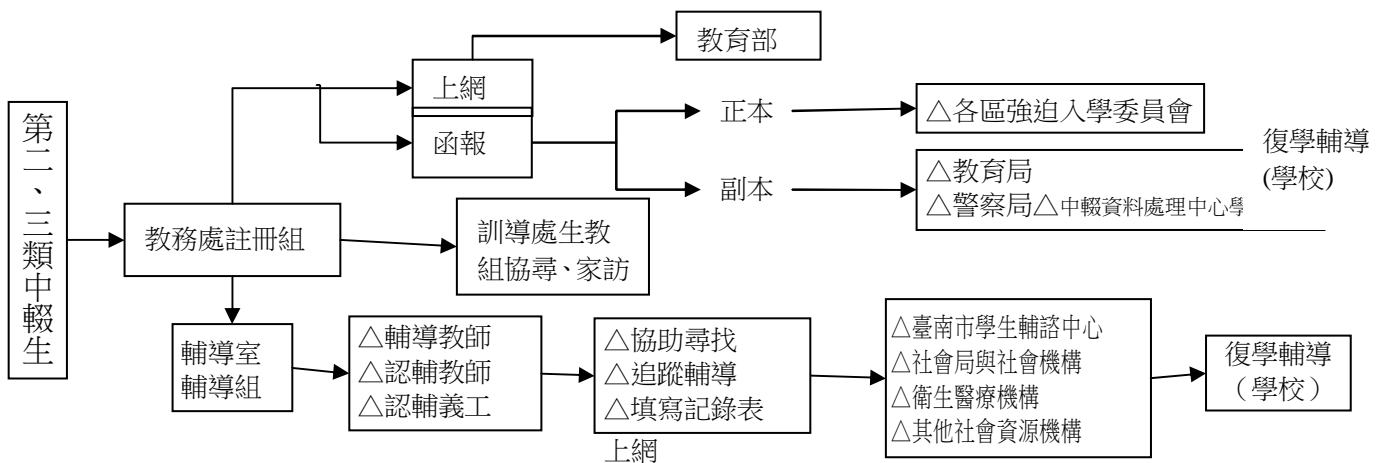 第二、三類中輟生
教務處註冊組
上網
函報
教育部
正本
△各區強迫入學委員會
副本
△教育局
△警察局△中輟資料處理中心學
復學輔導
(學校)
訓導處生教
組協尋、家訪
輔導室
輔導組
△輔導教師
△認輔教師
△認輔義工
△協助尋找
△追蹤輔導
△填寫記錄表
上網
△臺南市學生輔諮中心
△社會局與社會機構
△衛生醫療機構
△其他社會資源機構
復學輔導
（學校）